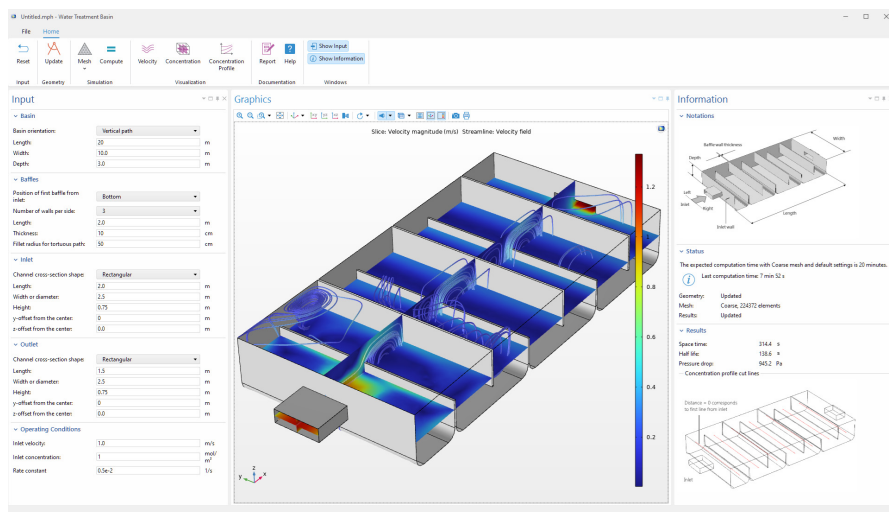 Untitled.mph - Water Treatment Basin
File Home
Reset Update Mesh Compute Velocity Concentration Concentration Profile Report Help Show Input
Show Information
Input Geometry Simulation Visualization Documentation Windows
Input
Basin
Basin orientation: Vertical path
Length: 20 m
Width: 10.0 m
Depth: 3.0 m
Baffles
Position of first baffle from inlet: Bottom
Number of walls per side: 3
Length: 2.0 m
Thickness: 10 cm
Fillet radius for tortuous path: 50 cm
Inlet
Channel cross-section shape: Rectangular
Length: 2.0 m
Width or diameter: 2.5 m
Height: 0.75 m
y-offset from the center: 0 m
z-offset from the center: 0.0 m
Outlet
Channel cross-section shape: Rectangular
Length: 1.5 m
Width or diameter: 2.5 m
Height: 0.75 m
y-offset from the center: 0 m
z-offset from the center: 0.0 m
Operating Conditions
Inlet velocity: 1.0 m/s
Inlet concentration: 1 mol/m³
Rate constant 0.5e-2 1/s
Graphics
Slice: Velocity magnitude (m/s) Streamline: Velocity field
1.2
1
0.8
0.6
0.4
0.2
y z x
Information
Notations
Baffle wall thickness
Width
Depth
Left
Inlet
Right
Inlet wall
Length
Status
The expected computation time with Coarse mesh and default settings is 20 minutes.
Last computation time: 7 min 52 s
Geometry: Updated
Mesh: Coarse, 224372 elements
Results: Updated
Results
Space time: 314.4 s
Half life: 138.6 s
Pressure drop: 945.2 Pa
Concentration profile cut lines
Distance = 0 corresponds
to first line from inlet
Inlet